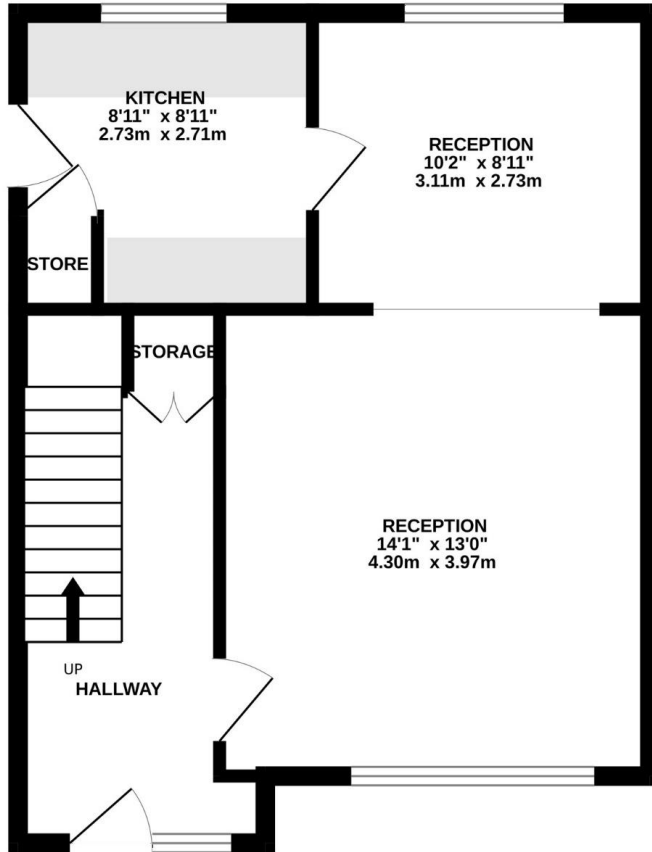 KITCHEN
8'11" x 8'11"
2.73m x 2.71m
RECEPTION
10'2" x 8'11"
3.11m x 2.73m
STORE
STORAGE
RECEPTION
14'1" x 13'0"
4.30m x 3.97m
UP
HALLWAY